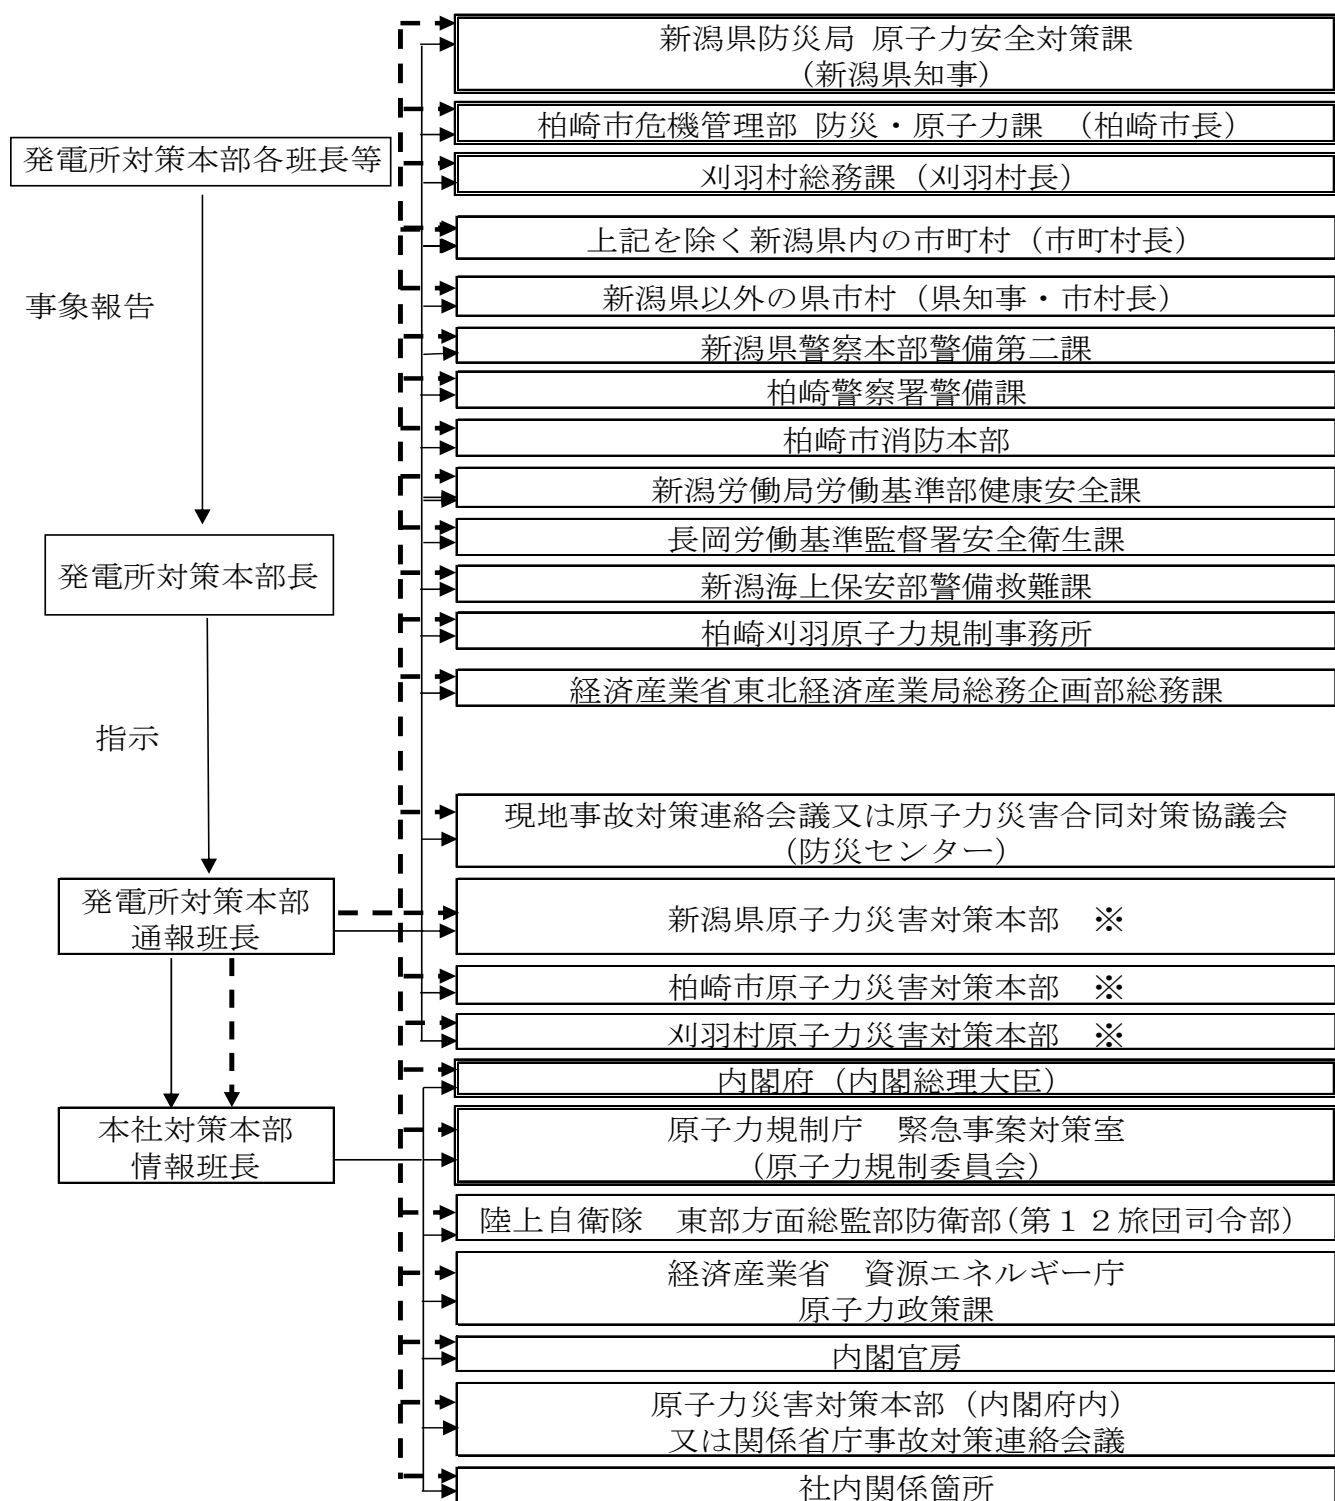 新潟県防災局 原子力安全対策課
（新潟県知事）
柏崎市危機管理部 防災・原子力課 （柏崎市長）
発電所対策本部各班長等
刈羽村総務課（刈羽村長）
上記を除く新潟県内の市町村（市町村長）
事象報告
新潟県以外の県市村（県知事・市村長）
新潟県警察本部警備第二課
柏崎警察署警備課
柏崎市消防本部
新潟労働局労働基準部健康安全課
長岡労働基準監督署安全衛生課
発電所対策本部長
新潟海上保安部警備救難課
柏崎刈羽原子力規制事務所
経済産業省東北経済産業局総務企画部総務課
指示
現地事故対策連絡会議又は原子力災害合同対策協議会
（防災センター）
発電所対策本部
通報班長
新潟県原子力災害対策本部　※
柏崎市原子力災害対策本部　※
刈羽村原子力災害対策本部　※
内閣府（内閣総理大臣）
本社対策本部
情報班長
原子力規制庁　緊急事案対策室
（原子力規制委員会）
陸上自衛隊　東部方面総監部防衛部（第１２旅団司令部）
経済産業省　資源エネルギー庁
原子力政策課
内閣官房
原子力災害対策本部（内閣府内）
又は関係省庁事故対策連絡会議
社内関係箇所